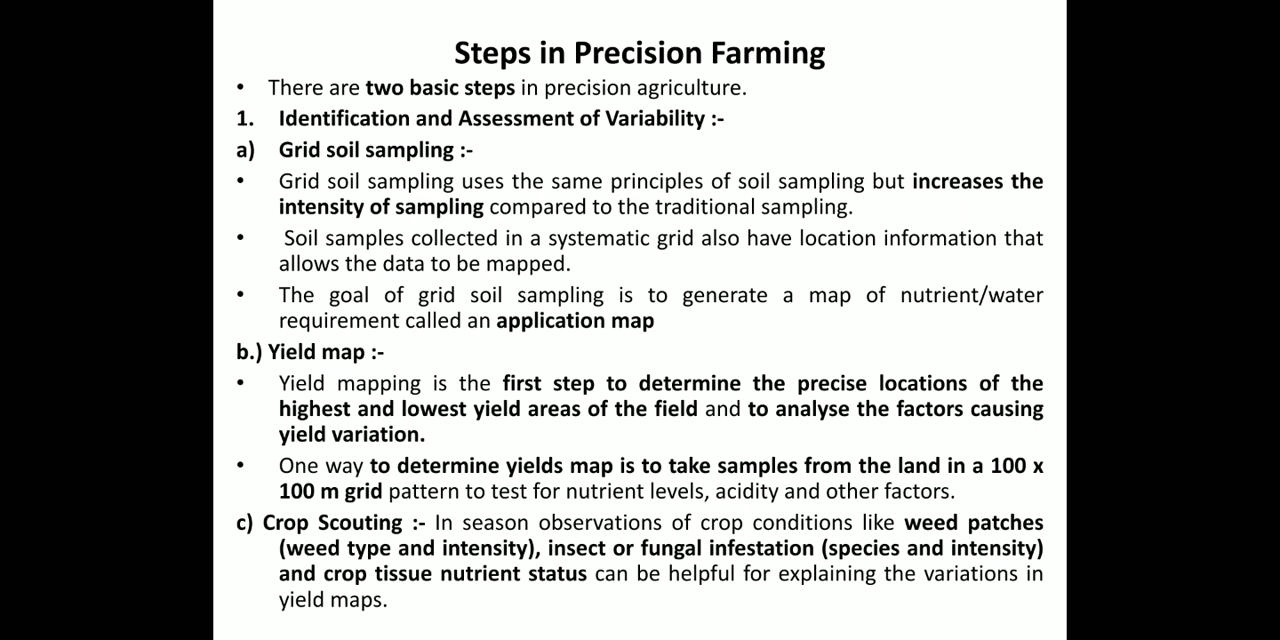 Steps in Precision Farming
• There are two basic steps in precision agriculture.
1. Identification and Assessment of Variability :-
a) Grid soil sampling :-
• Grid soil sampling uses the same principles of soil sampling but increases the
intensity of sampling compared to the traditional sampling.
• Soil samples collected in a systematic grid also have location information that
allows the data to be mapped.
• The goal of grid soil sampling is to generate a map of nutrient/water
requirement called an application map
b.) Yield map :-
• Yield mapping is the first step to determine the precise locations of the
highest and lowest yield areas of the field and to analyse the factors causing
yield variation.
• One way to determine yields map is to take samples from the land in a 100 x
100 m grid pattern to test for nutrient levels, acidity and other factors.
c) Crop Scouting :- In season observations of crop conditions like weed patches
(weed type and intensity), insect or fungal infestation (species and intensity)
and crop tissue nutrient status can be helpful for explaining the variations in
yield maps.